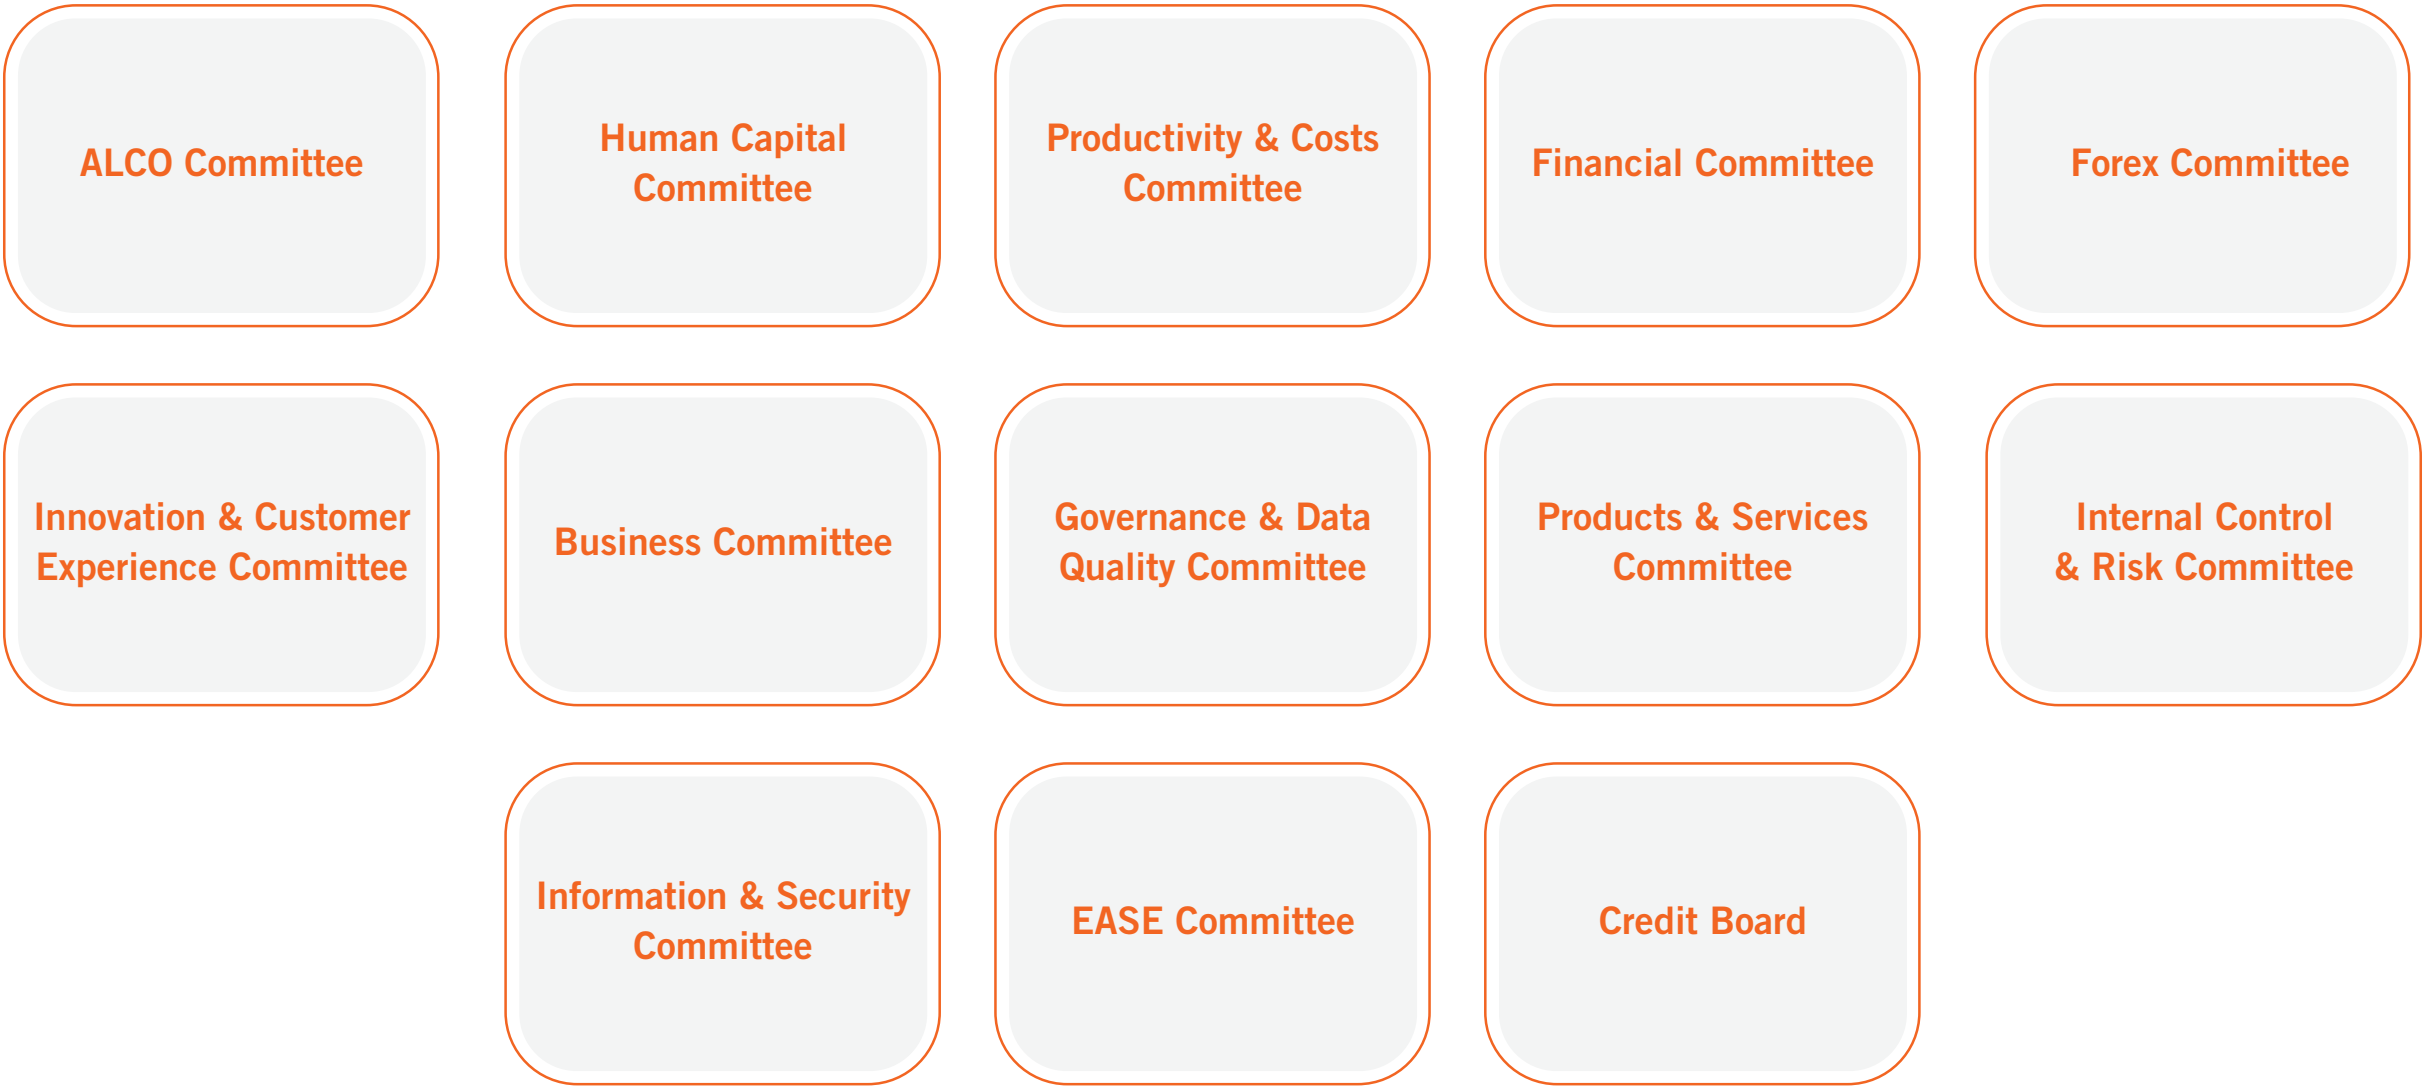 ALCO Committee
Human Capital
Committee
Productivity & Costs
Committee
Financial Committee
Forex Committee
Innovation & Customer
Experience Committee
Business Committee
Governance & Data
Quality Committee
Products & Services
Committee
Internal Control
& Risk Committee
Information & Security
Committee
EASE Committee
Credit Board